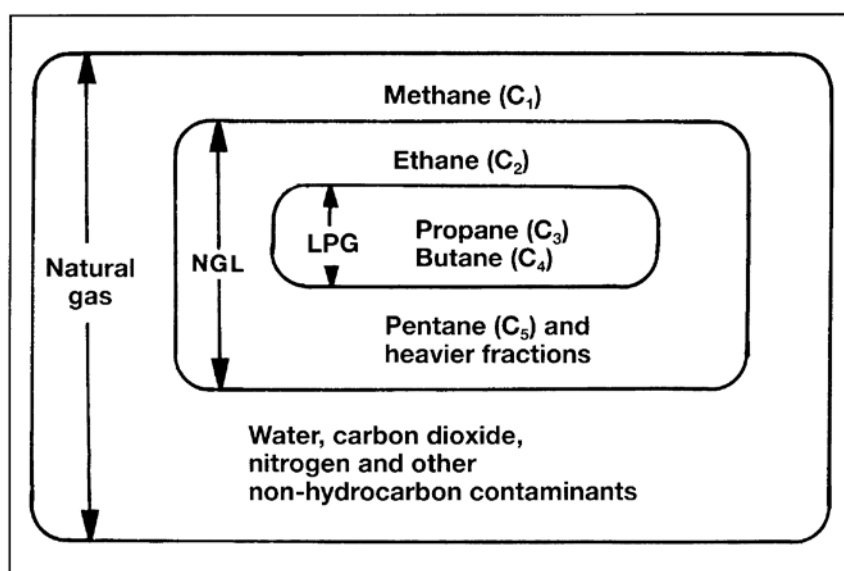 Methane (C₁)
Ethane (C₂)
LPG
Propane (C₃)
Butane (C₄)
NGL
Natural
gas
Pentane (C₅) and
heavier fractions
Water, carbon dioxide,
nitrogen and other
non-hydrocarbon contaminants